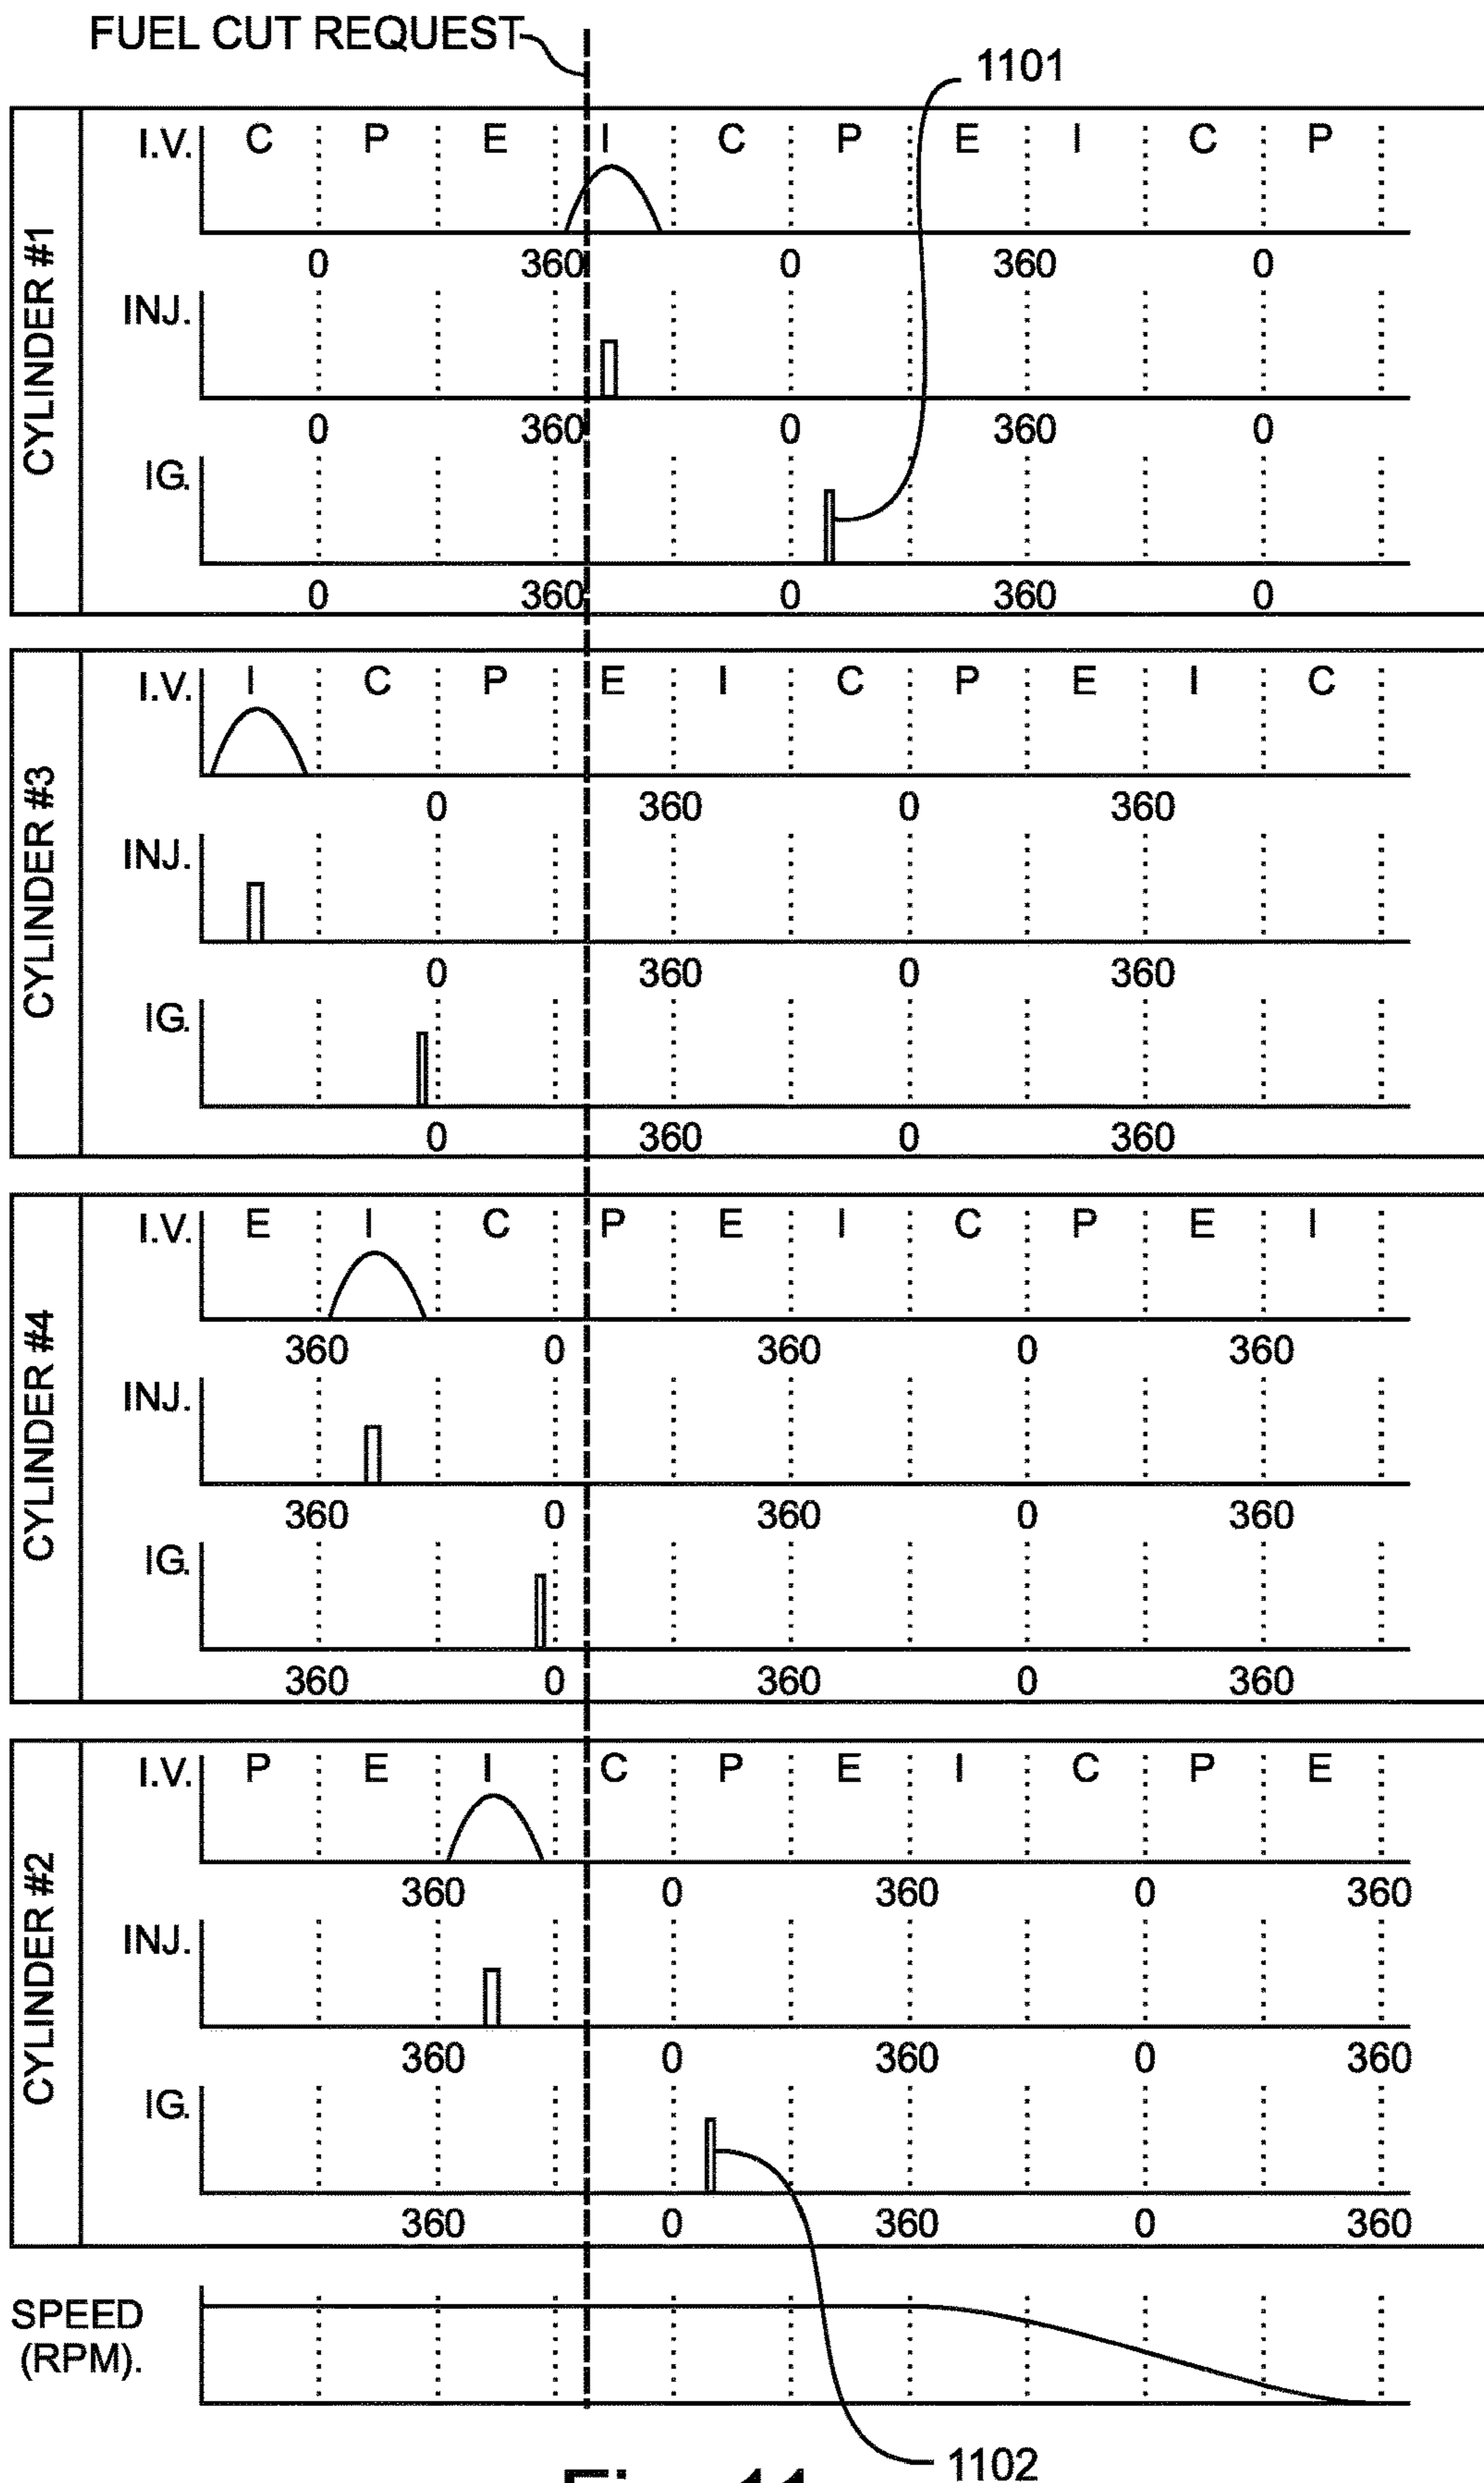 FUEL CUT REQUEST
1101
CYLINDER #1
I.V. C P E I C P E I C P
0 360 0 360 0
INJ.
0 360 0 360 0
IG.
0 360 0 360 0
CYLINDER #3
I.V. I C P E I C P E I C
0 360 0 360
INJ.
0 360 0 360
IG.
0 360 0 360
CYLINDER #4
I.V. E I C P E I C P E I
360 0 360 0 360
INJ.
360 0 360 0 360
IG.
360 0 360 0 360
CYLINDER #2
I.V. P E I C P E I C P E
360 0 360 0 360
INJ.
360 0 360 0 360
IG.
360 0 360 0 360
SPEED
(RPM).
1102